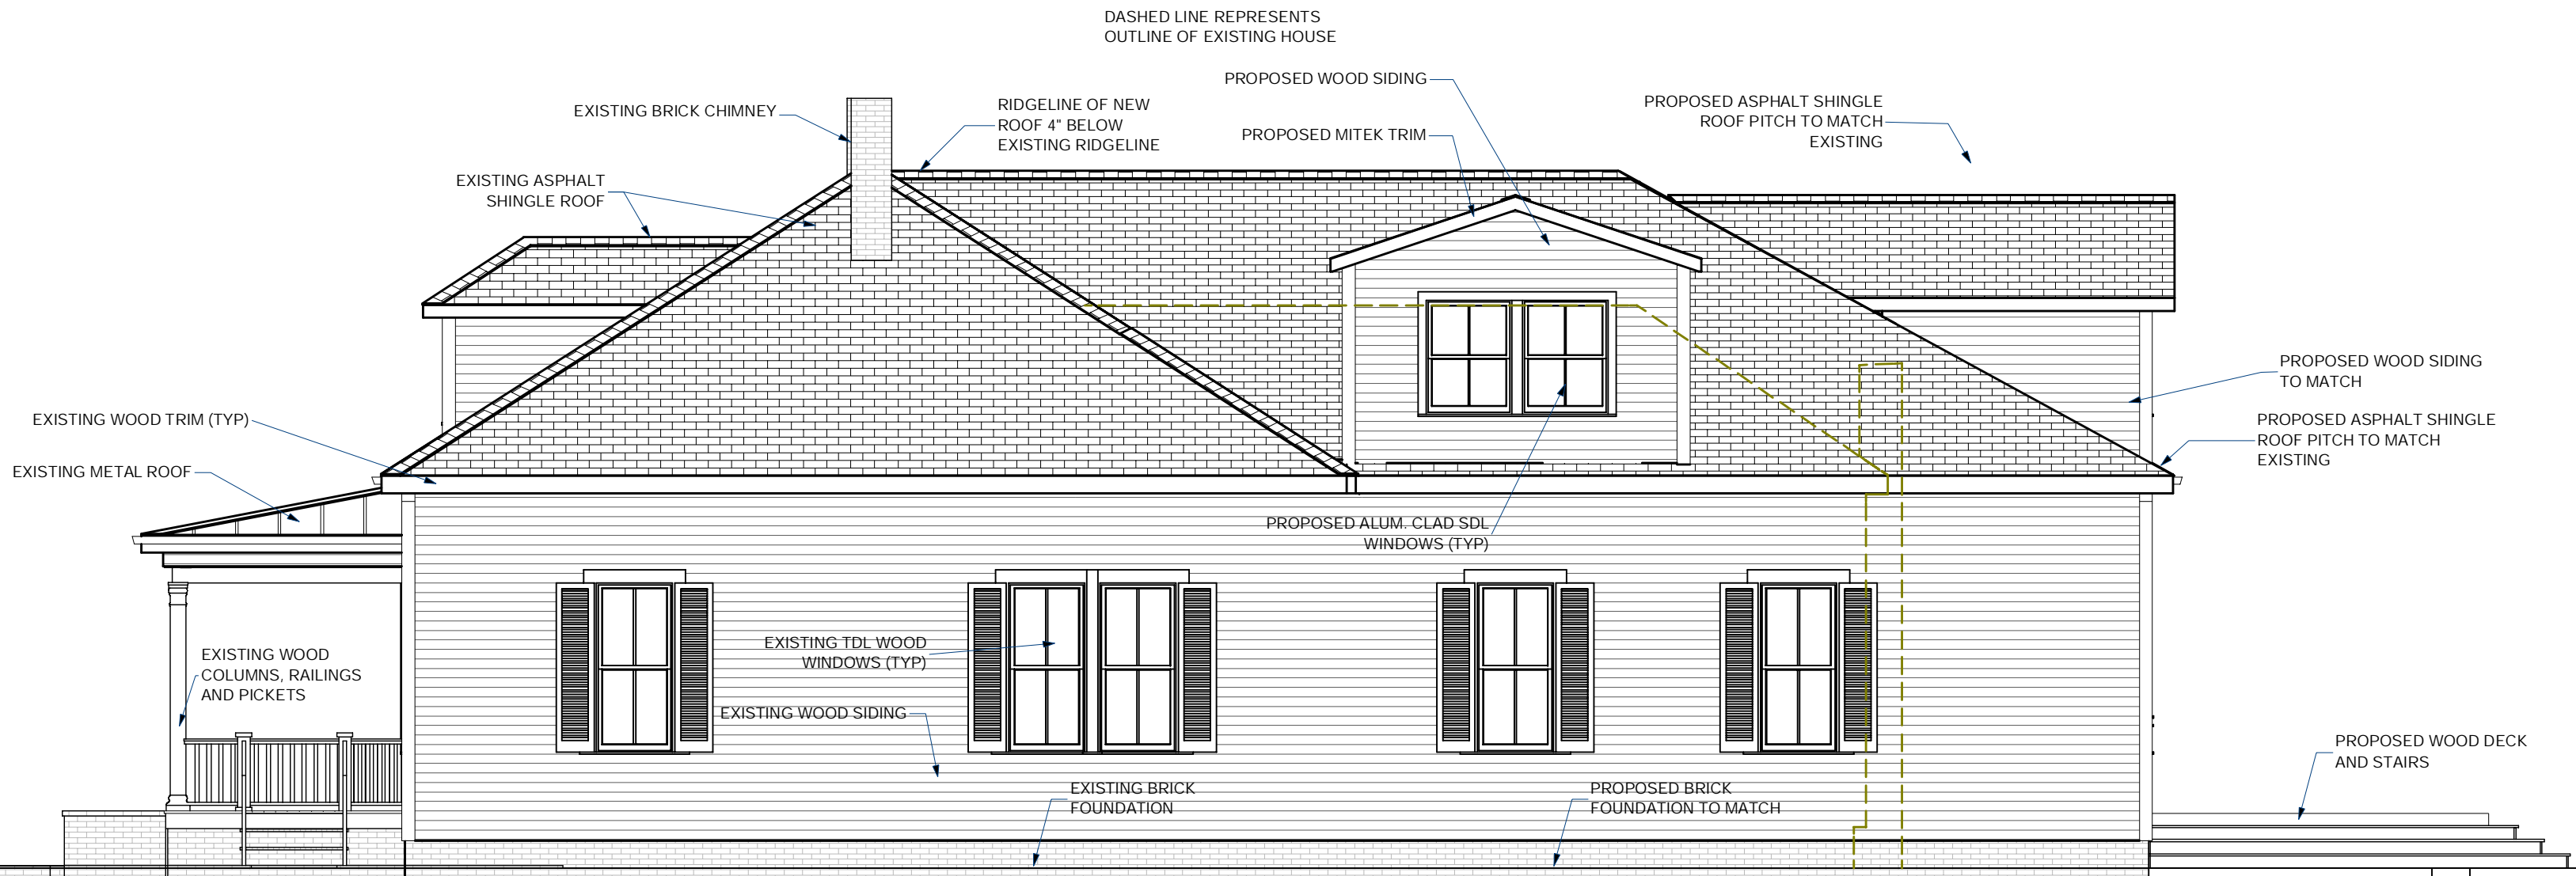 DASHED LINE REPRESENTS
OUTLINE OF EXISTING HOUSE
PROPOSED WOOD SIDING
EXISTING BRICK CHIMNEY
RIDGELINE OF NEW
ROOF 4" BELOW
EXISTING RIDGELINE
PROPOSED MITEK TRIM
PROPOSED ASPHALT SHINGLE
ROOF PITCH TO MATCH
EXISTING
EXISTING ASPHALT
SHINGLE ROOF
PROPOSED WOOD SIDING
TO MATCH
EXISTING WOOD TRIM (TYP)
PROPOSED ASPHALT SHINGLE
ROOF PITCH TO MATCH
EXISTING
EXISTING METAL ROOF
PROPOSED ALUM. CLAD SDL
WINDOWS (TYP)
EXISTING WOOD
COLUMNS, RAILINGS
AND PICKETS
EXISTING TDL WOOD
WINDOWS (TYP)
EXISTING WOOD SIDING
PROPOSED WOOD DECK
AND STAIRS
EXISTING BRICK
FOUNDATION
PROPOSED BRICK
FOUNDATION TO MATCH